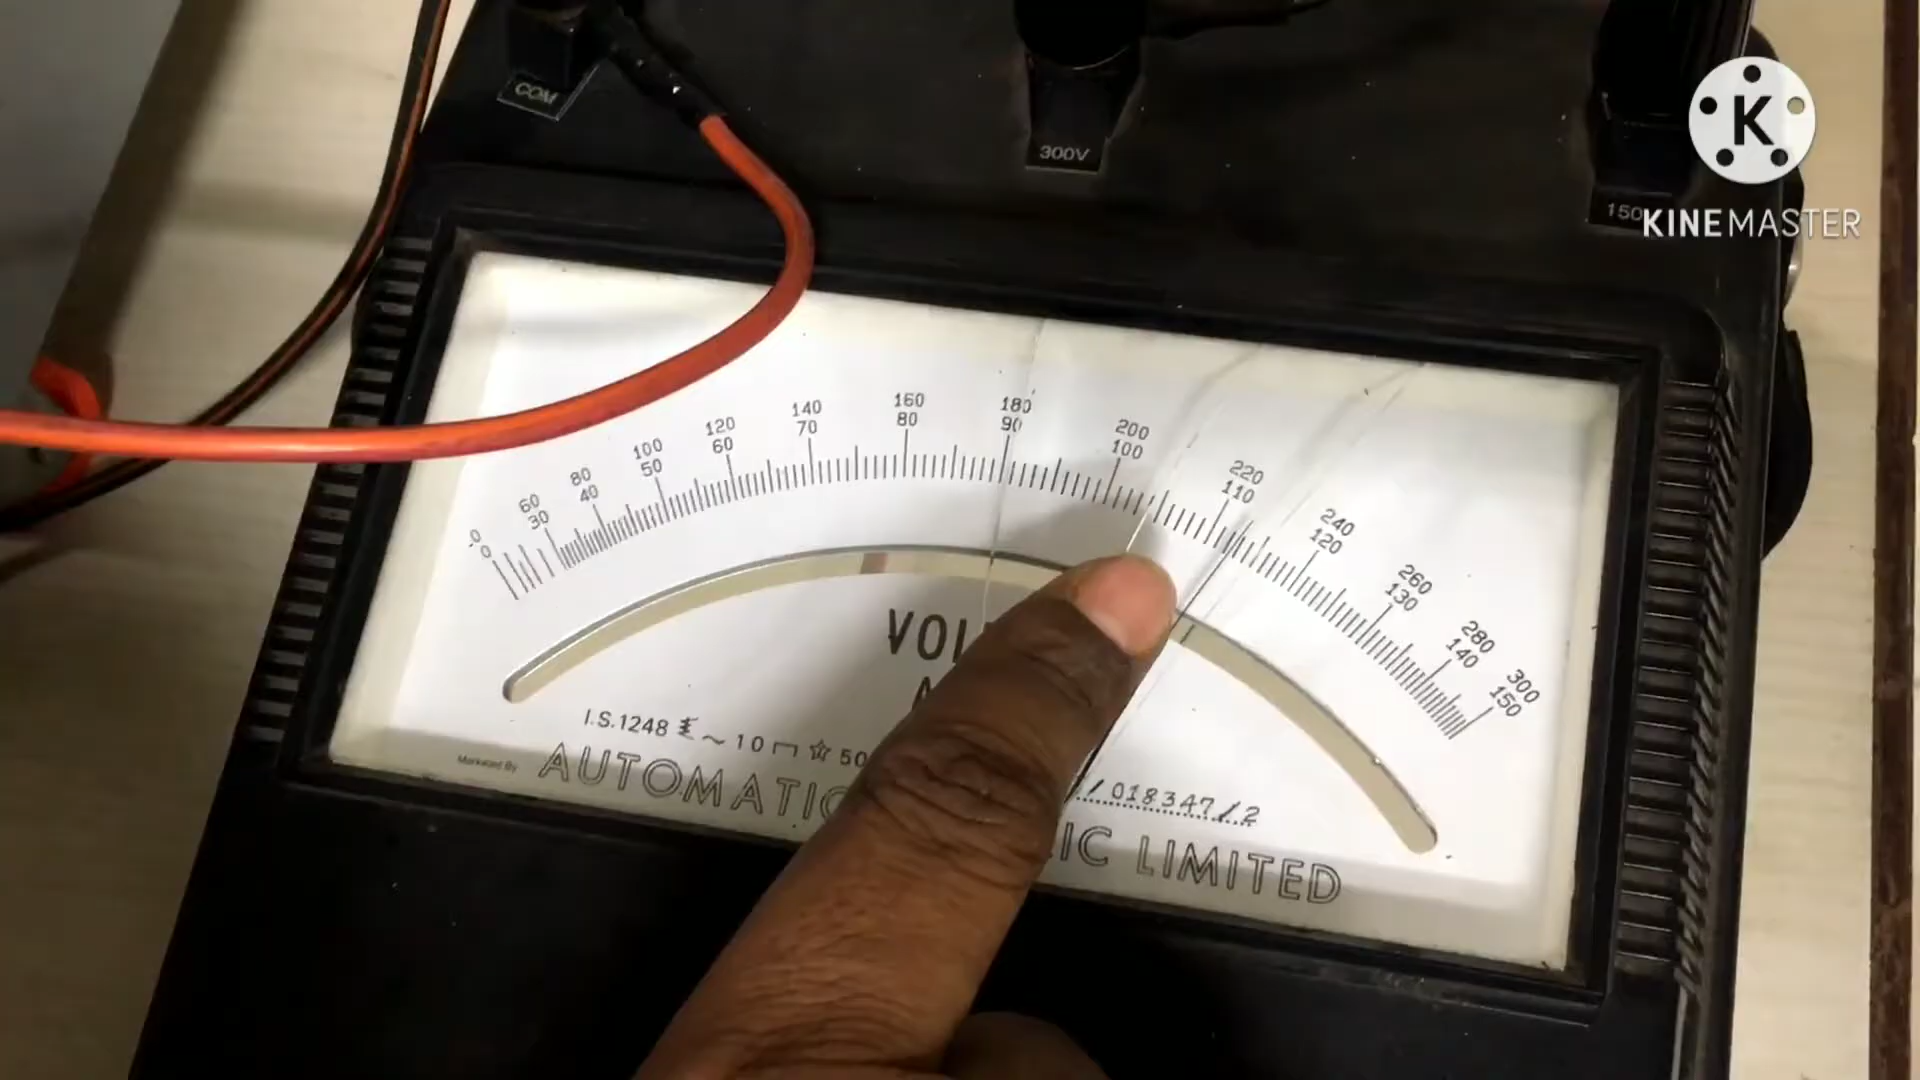 COM
300V
150
KINEMASTER
0 60 80 100 120 140 160 180 200 220 240 260 280 300
0 30 40 50 60 70 80 90 100 110 120 130 140 150
VOL
I.S.1248 ~ 10 50
018347/2
Marketed By AUTOMATIC LIMITED